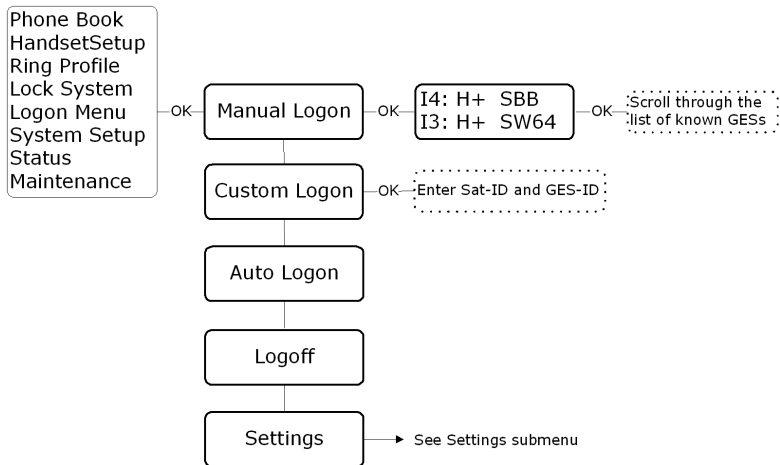 Phone Book
HandsetSetup
Ring Profile
Lock System
Logon Menu
System Setup
Status
Maintenance
OK
Manual Logon
OK
I4: H+ SBB
I3: H+ SW64
OK
Scroll through the
list of known GESs
Custom Logon
OK
Enter Sat-ID and GES-ID
Auto Logon
Logoff
Settings
See Settings submenu